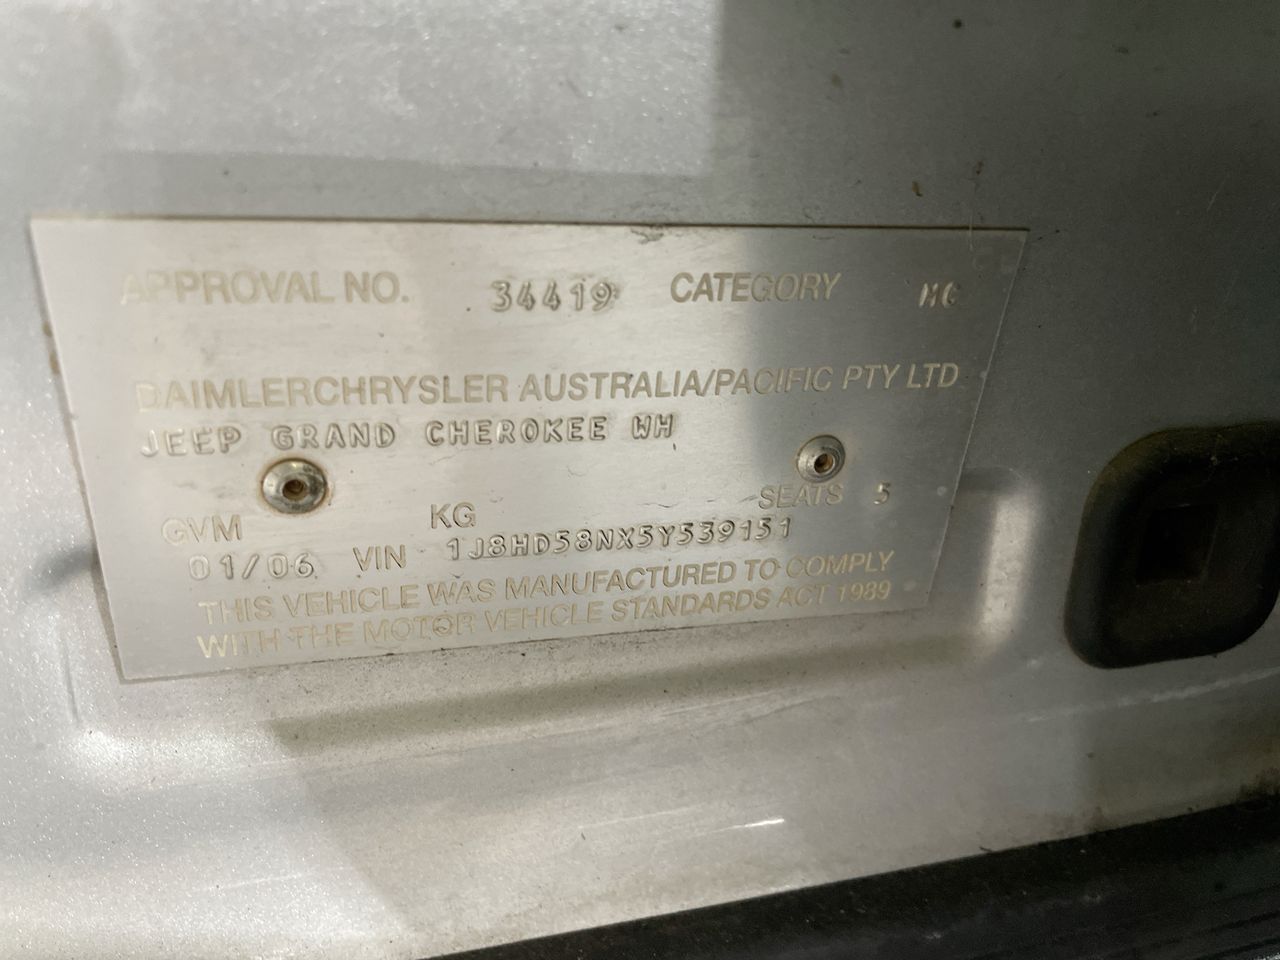 APPROVAL NO. 34419 CATEGORY MC
DAIMLERCHRYSLER AUSTRALIA/PACIFIC PTY LTD
JEEP GRAND CHEROKEE WH
GVM KG SEATS 5
01/06 VIN 1J8HD58NX5Y539151
THIS VEHICLE WAS MANUFACTURED TO COMPLY
WITH THE MOTOR VEHICLE STANDARDS ACT 1989